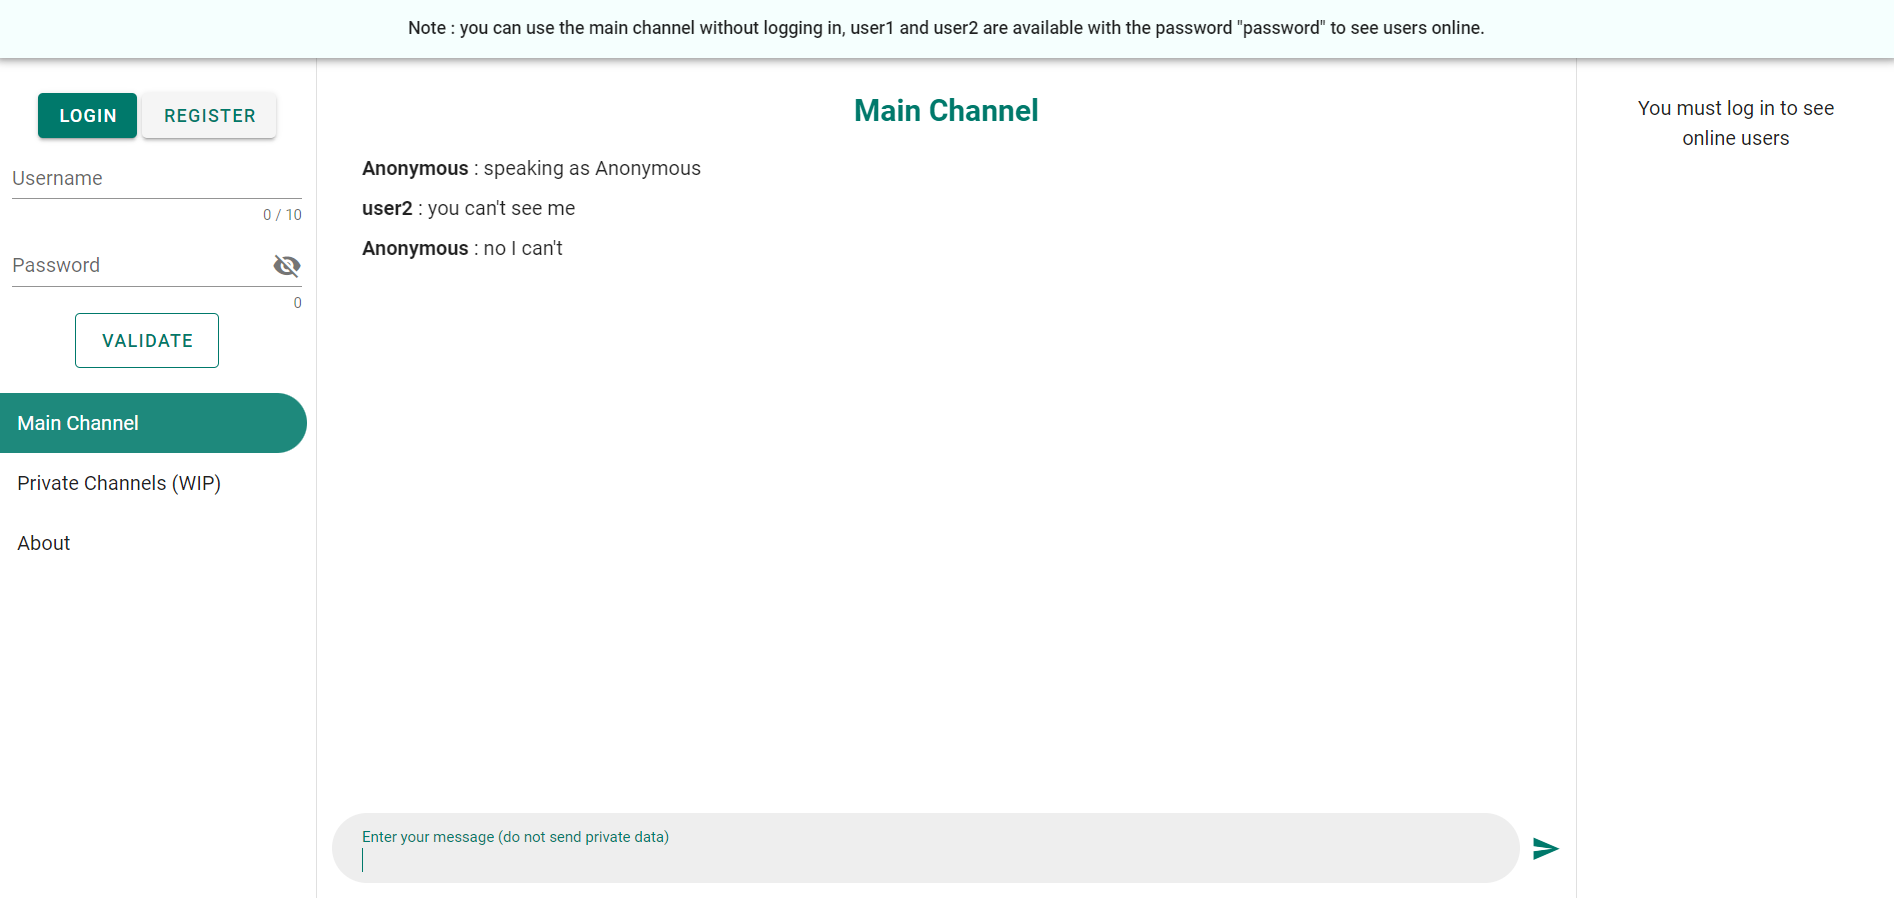 Note : you can use the main channel without logging in, user1 and user2 are available with the password "password" to see users online.
LOGIN
REGISTER
Username
0 / 10
Password
0
VALIDATE
Main Channel
Private Channels (WIP)
About
Main Channel
Anonymous : speaking as Anonymous
user2 : you can't see me
Anonymous : no I can't
Enter your message (do not send private data)
You must log in to see
online users